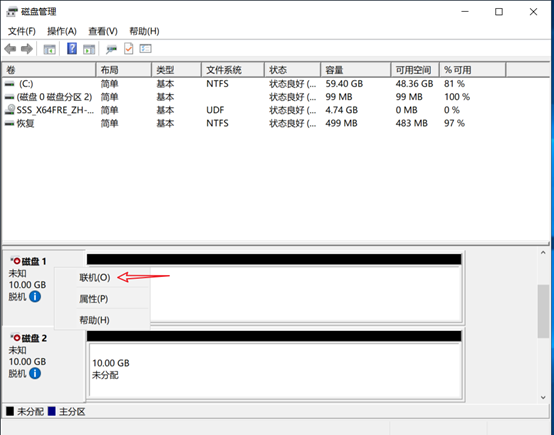 磁盘管理
文件(F) 操作(A) 查看(V) 帮助(H)
卷 布局 类型 文件系统 状态 容量 可用空间 % 可用
(C:) 简单 基本 NTFS 状态良好 (... 59.40 GB 48.36 GB 81 %
(磁盘 0 磁盘分区 2) 简单 基本 状态良好 (... 99 MB 99 MB 100 %
SSS_X64FRE_ZH-... 简单 基本 UDF 状态良好 (... 4.74 GB 0 MB 0 %
恢复 简单 基本 NTFS 状态良好 (... 499 MB 483 MB 97 %
磁盘 1
未知
10.00 GB
脱机
联机(O)
属性(P)
帮助(H)
磁盘 2
未知
10.00 GB
脱机
10.00 GB
未分配
未分配 主分区